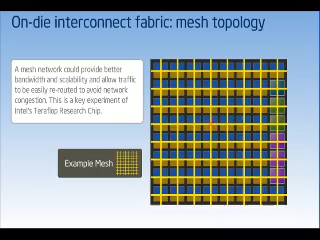 On-die interconnect fabric: mesh topology
A mesh network could provide better
bandwidth and scalability and allow traffic
to be easily re-routed to avoid network
congestion. This is a key experiment of
Intel's Teraflop Research Chip.
Example Mesh